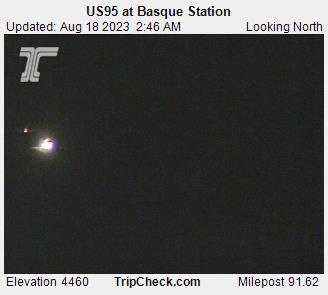 US95 at Basque Station
Updated: Aug 18 2023 2:46 AM Looking North
Elevation 4460 TripCheck.com Milepost 91.62